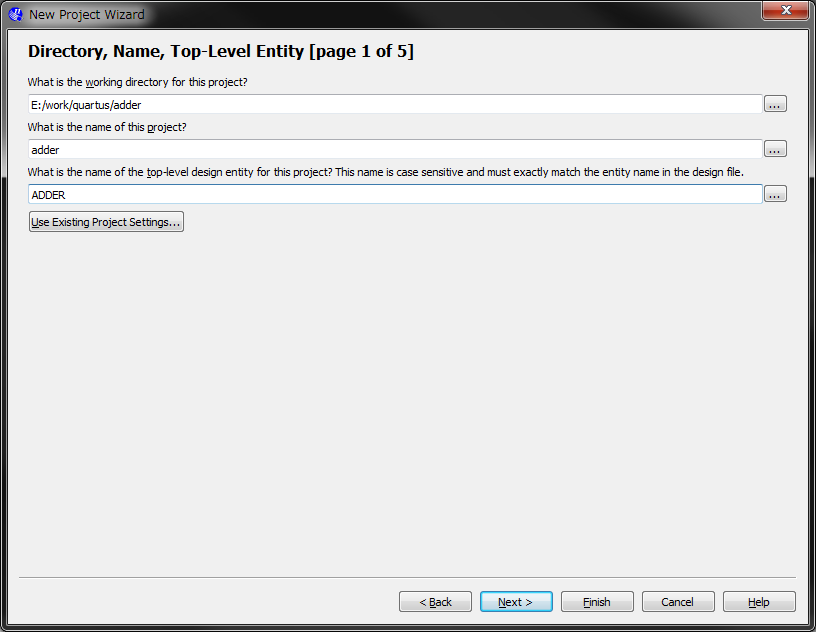 New Project Wizard
Directory, Name, Top-Level Entity [page 1 of 5]
What is the working directory for this project?
E:/work/quartus/adder
...
What is the name of this project?
adder
...
What is the name of the top-level design entity for this project? This name is case sensitive and must exactly match the entity name in the design file.
ADDER
...
Use Existing Project Settings...
< Back Next > Finish Cancel Help